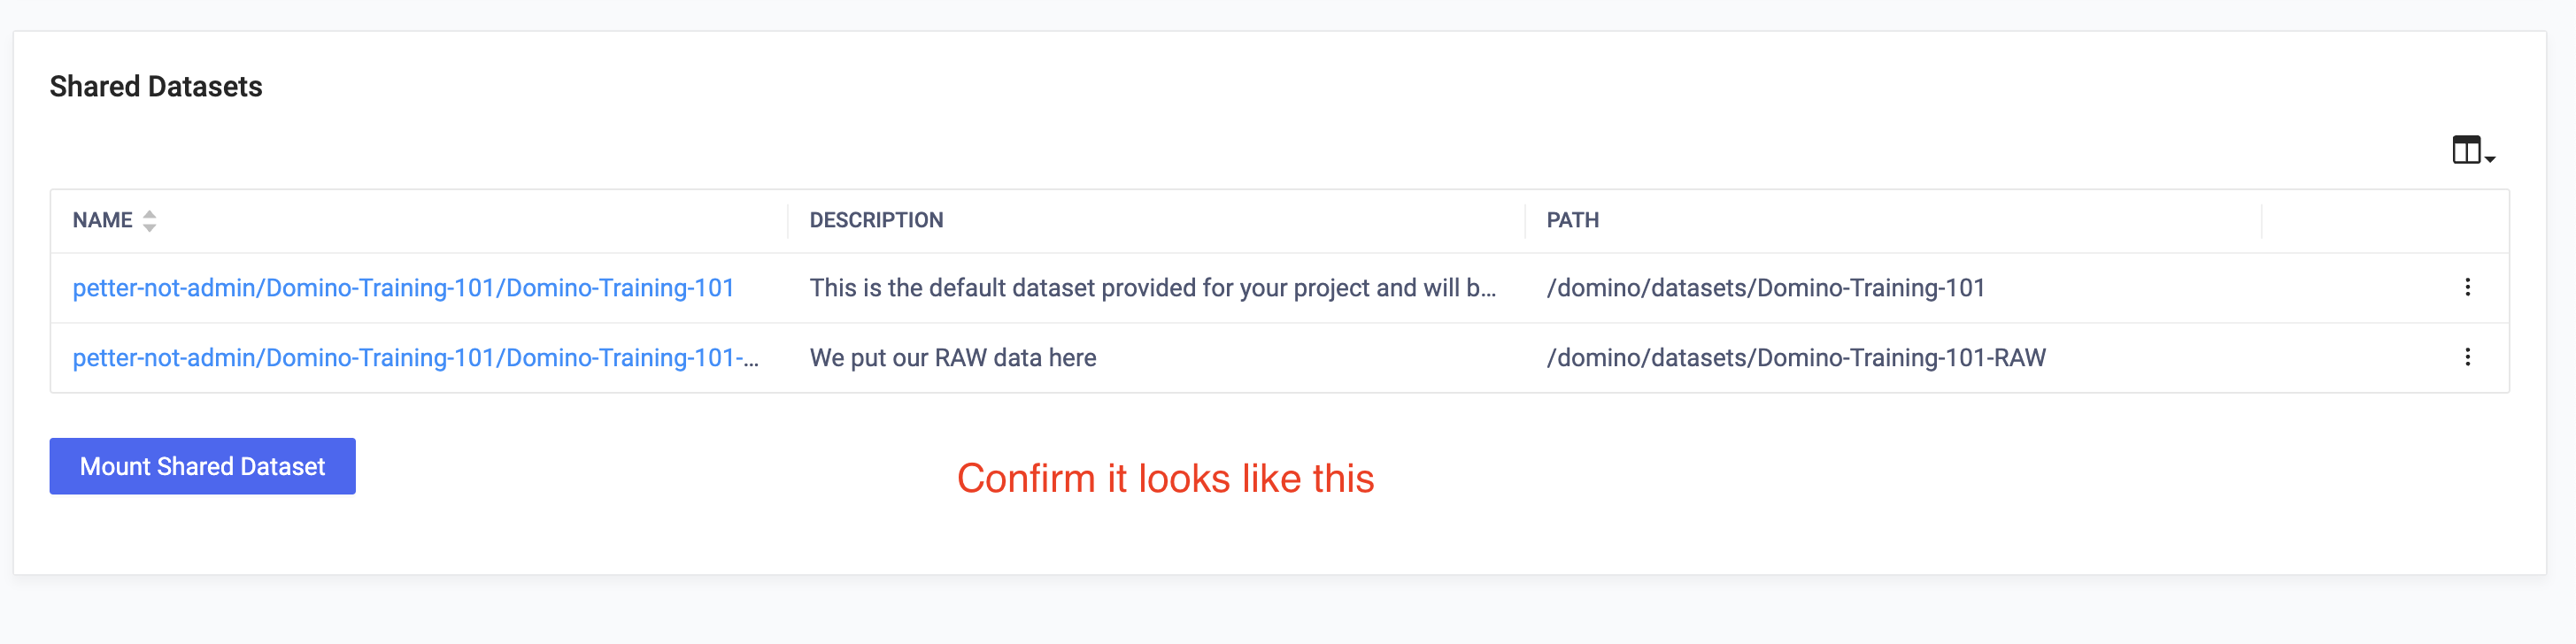 Shared Datasets
NAME DESCRIPTION PATH
petter-not-admin/Domino-Training-101/Domino-Training-101 This is the default dataset provided for your project and will b... /domino/datasets/Domino-Training-101
petter-not-admin/Domino-Training-101/Domino-Training-101-... We put our RAW data here /domino/datasets/Domino-Training-101-RAW
Mount Shared Dataset
Confirm it looks like this